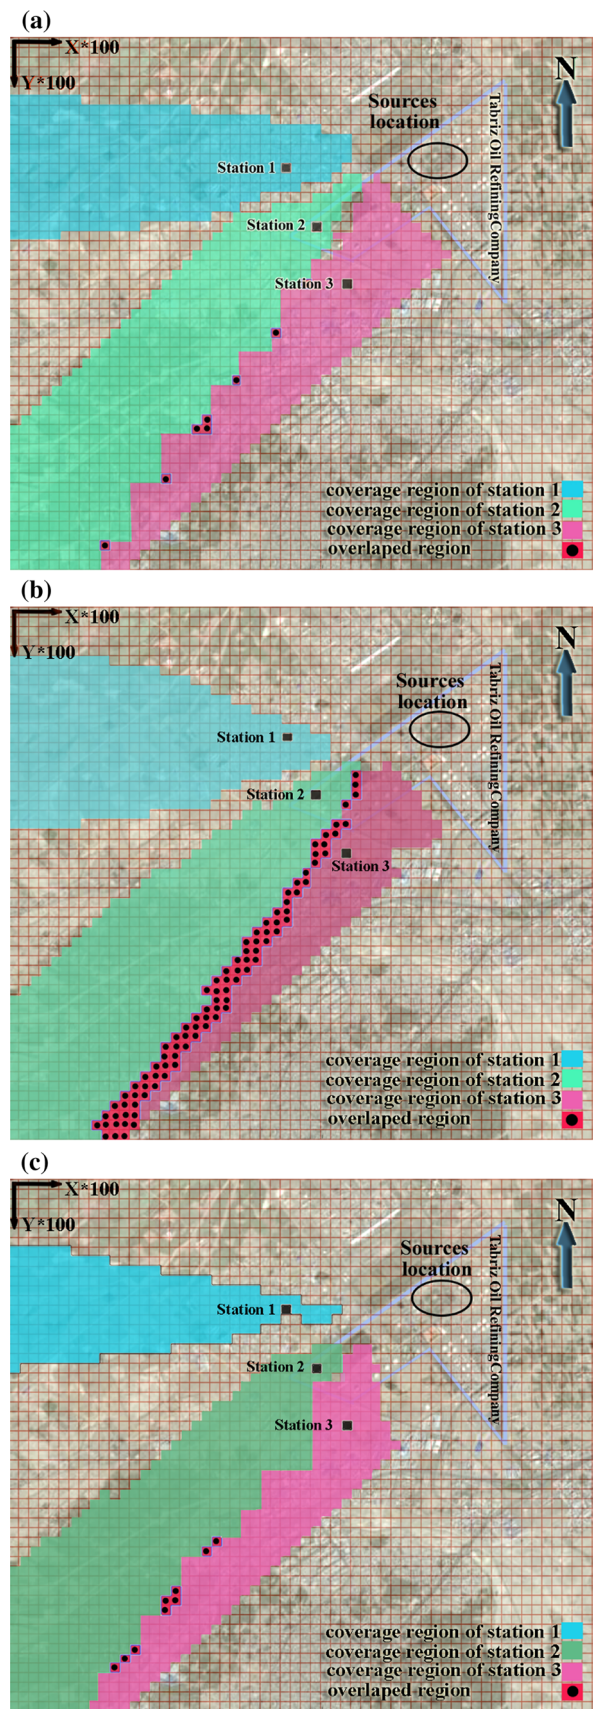 (a)
X*100
Y*100
N
Sources
location
Tabriz Oil Refining Company
Station 1
Station 2
Station 3
coverage region of station 1
coverage region of station 2
coverage region of station 3
overlaped region
(b)
X*100
Y*100
N
Sources
location
Tabriz Oil Refining Company
Station 1
Station 2
Station 3
coverage region of station 1
coverage region of station 2
coverage region of station 3
overlaped region
(c)
X*100
Y*100
N
Sources
location
Tabriz Oil Refining Company
Station 1
Station 2
Station 3
coverage region of station 1
coverage region of station 2
coverage region of station 3
overlaped region